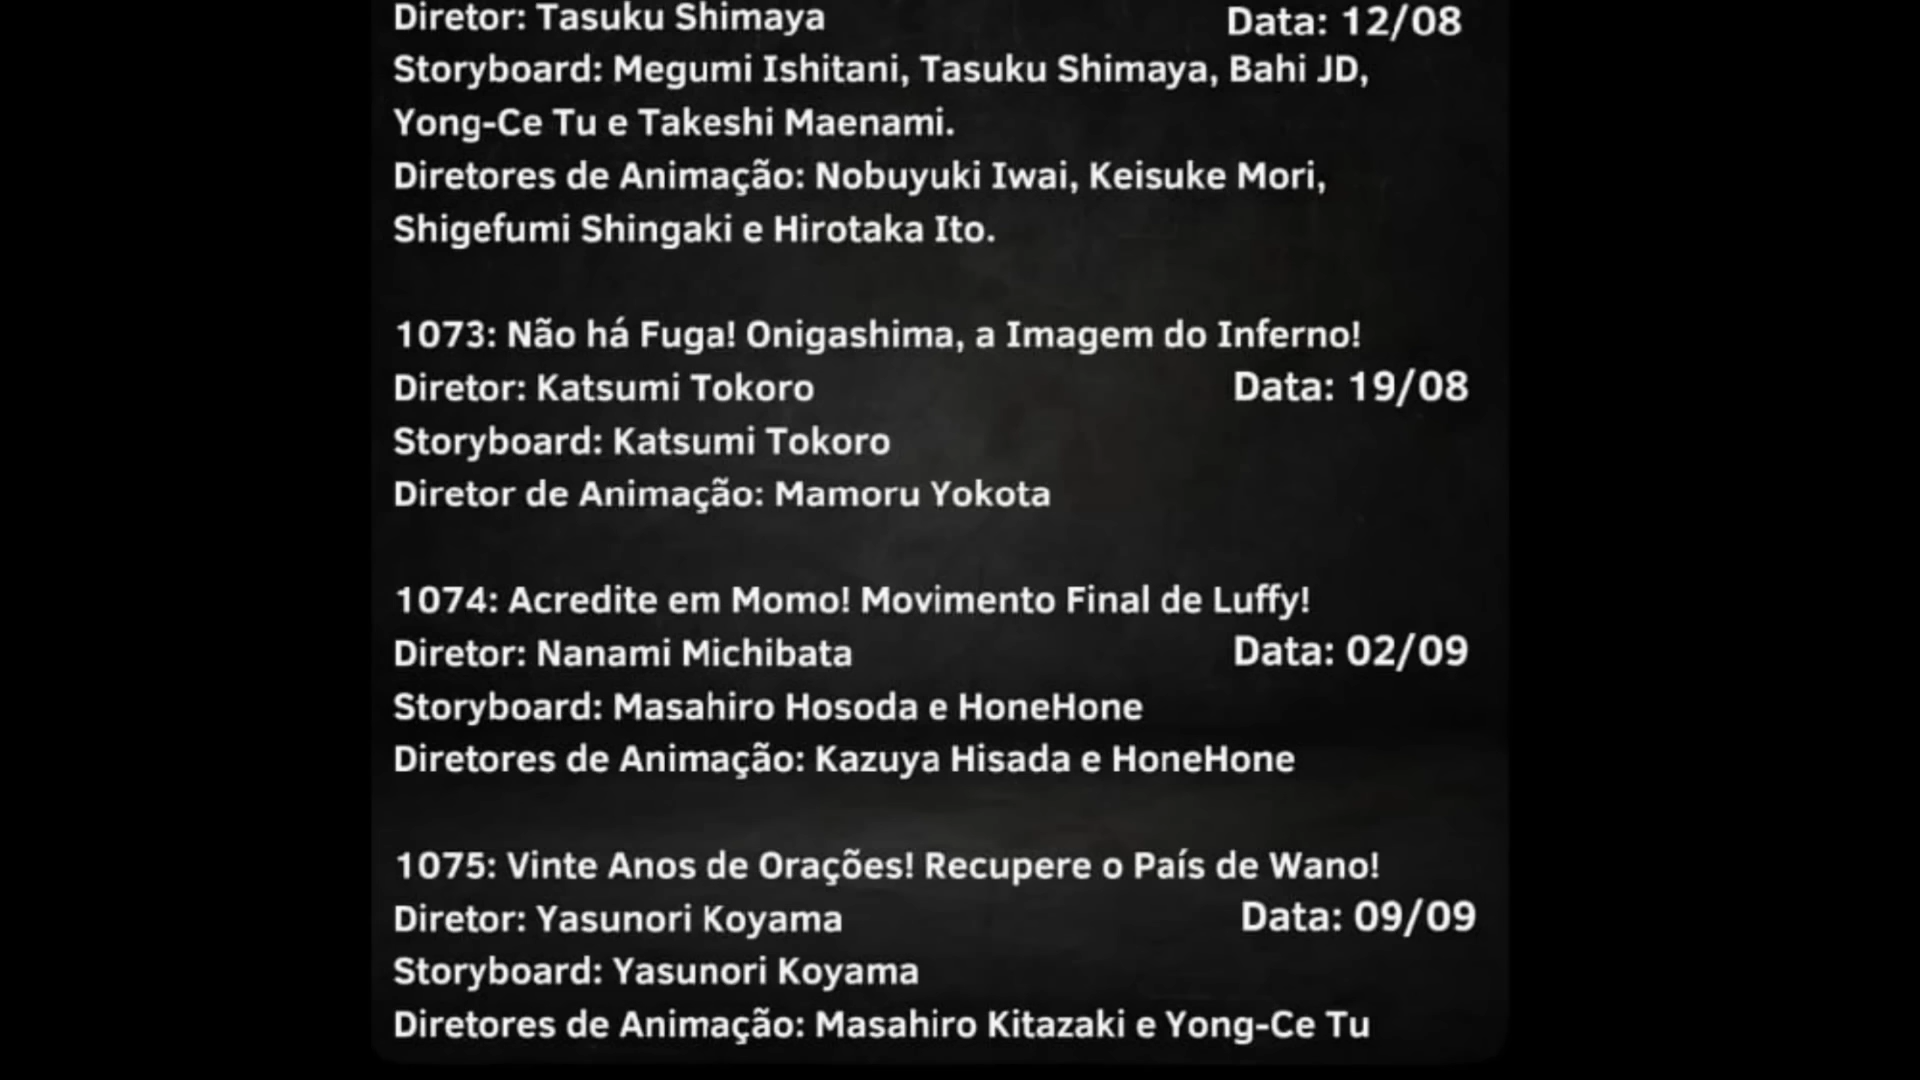 Diretor: Tasuku Shimaya Data: 12/08
Storyboard: Megumi Ishitani, Tasuku Shimaya, Bahi JD,
Yong-Ce Tu e Takeshi Maenami.
Diretores de Animação: Nobuyuki Iwai, Keisuke Mori,
Shigefumi Shingaki e Hirotaka Ito.
1073: Não há Fuga! Onigashima, a Imagem do Inferno!
Diretor: Katsumi Tokoro Data: 19/08
Storyboard: Katsumi Tokoro
Diretor de Animação: Mamoru Yokota
1074: Acredite em Momo! Movimento Final de Luffy!
Diretor: Nanami Michibata Data: 02/09
Storyboard: Masahiro Hosoda e HoneHone
Diretores de Animação: Kazuya Hisada e HoneHone
1075: Vinte Anos de Orações! Recupere o País de Wano!
Diretor: Yasunori Koyama Data: 09/09
Storyboard: Yasunori Koyama
Diretores de Animação: Masahiro Kitazaki e Yong-Ce Tu